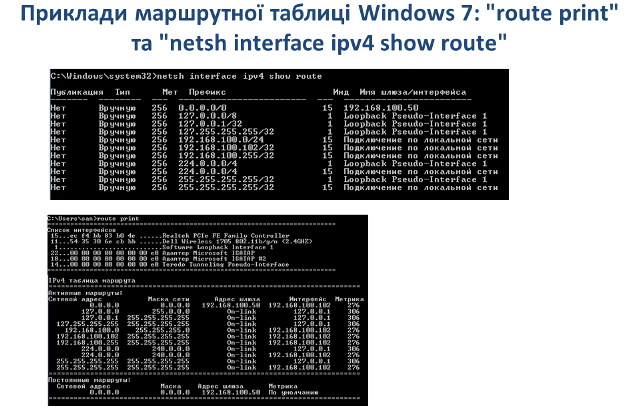 Приклади маршрутної таблиці Windows 7: "route print"
та "netsh interface ipv4 show route"
C:\Windows\system32>netsh interface ipv4 show route
Публикация Тип Мет Префикс Инд Имя шлюза/интерфейса
Нет Вручную 256 0.0.0.0/0 15 192.168.100.50
Нет Вручную 256 127.0.0.0/8 1 Loopback Pseudo-Interface 1
Нет Вручную 256 127.0.0.1/32 1 Loopback Pseudo-Interface 1
Нет Вручную 256 127.255.255.255/32 1 Loopback Pseudo-Interface 1
Нет Вручную 256 192.168.100.0/24 15 Подключение по локальной сети
Нет Вручную 256 192.168.100.102/32 15 Подключение по локальной сети
Нет Вручную 256 192.168.100.255/32 15 Подключение по локальной сети
Нет Вручную 256 224.0.0.0/4 1 Loopback Pseudo-Interface 1
Нет Вручную 256 224.0.0.0/4 15 Подключение по локальной сети
Нет Вручную 256 255.255.255.255/32 1 Loopback Pseudo-Interface 1
Нет Вручную 256 255.255.255.255/32 15 Подключение по локальной сети
C:\Users\san>route print
Список интерфейсов
15...ec f4 bb 83 b0 4e ......Realtek PCIe FE Family Controller
11...54 35 30 6e cb bb ......Dell Wireless 1705 802.11b/g/n (2.4GHZ)
1...........................Software Loopback Interface 1
22...00 00 00 00 00 00 00 e0 Адаптер Microsoft ISATAP
18...00 00 00 00 00 00 00 e0 Адаптер Microsoft ISATAP #2
14...00 00 00 00 00 00 00 e0 Teredo Tunneling Pseudo-Interface
IPv4 таблица маршрута
Активные маршруты:
Сетевой адрес Маска сети Адрес шлюза Интерфейс Метрика
0.0.0.0 0.0.0.0 192.168.100.50 192.168.100.102 276
127.0.0.0 255.0.0.0 On-link 127.0.0.1 306
127.0.0.1 255.255.255.255 On-link 127.0.0.1 306
127.255.255.255 255.255.255.255 On-link 127.0.0.1 306
192.168.100.0 255.255.255.0 On-link 192.168.100.102 276
192.168.100.102 255.255.255.255 On-link 192.168.100.102 276
192.168.100.255 255.255.255.255 On-link 192.168.100.102 276
224.0.0.0 240.0.0.0 On-link 127.0.0.1 306
224.0.0.0 240.0.0.0 On-link 192.168.100.102 276
255.255.255.255 255.255.255.255 On-link 127.0.0.1 306
255.255.255.255 255.255.255.255 On-link 192.168.100.102 276
Постоянные маршруты:
Сетевой адрес Маска Адрес шлюза Метрика
0.0.0.0 0.0.0.0 192.168.100.50 По умолчанию